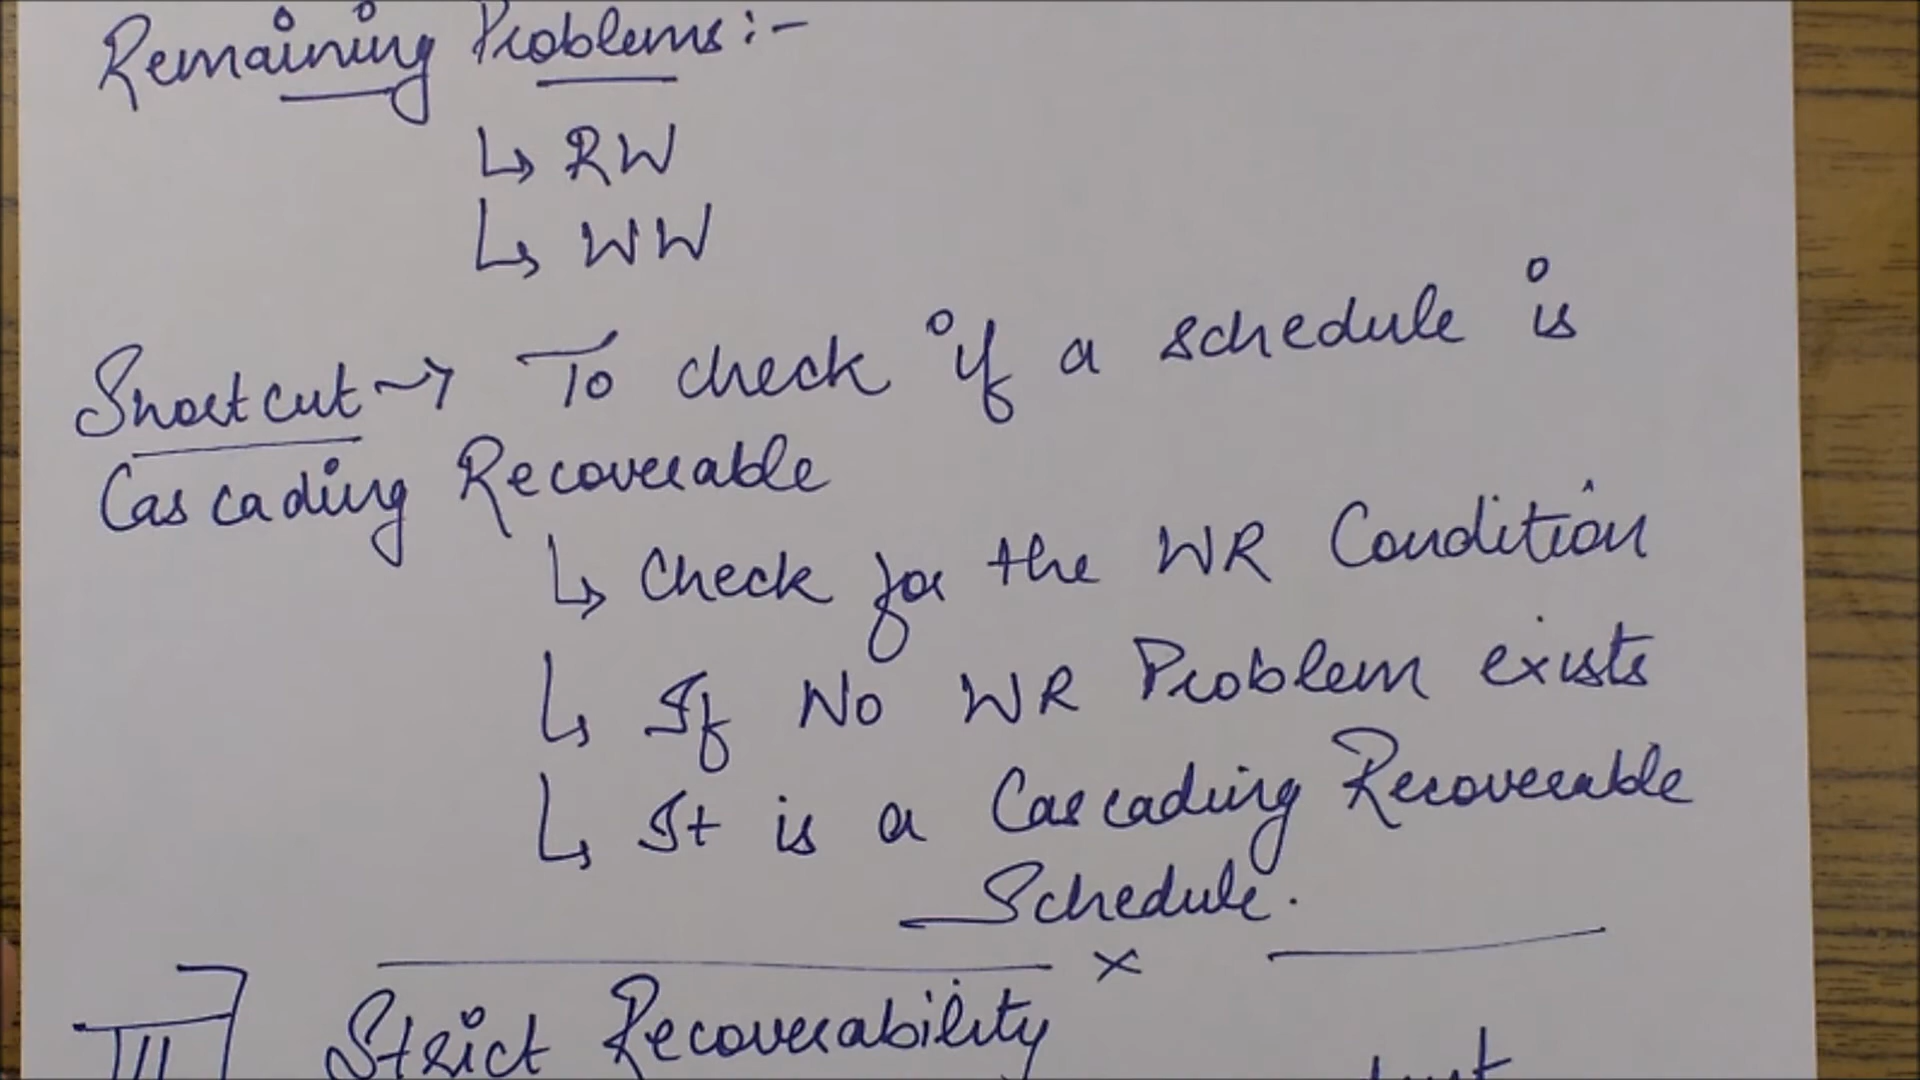 Remaining Problems :-
↳ RW
↳ WW
Shortcut → To check if a schedule is
Cascading Recoverable
↳ Check for the WR Condition
↳ If No WR Problem exists
↳ It is a Cascading Recoverable
Schedule.
x
III Strict Recoverability